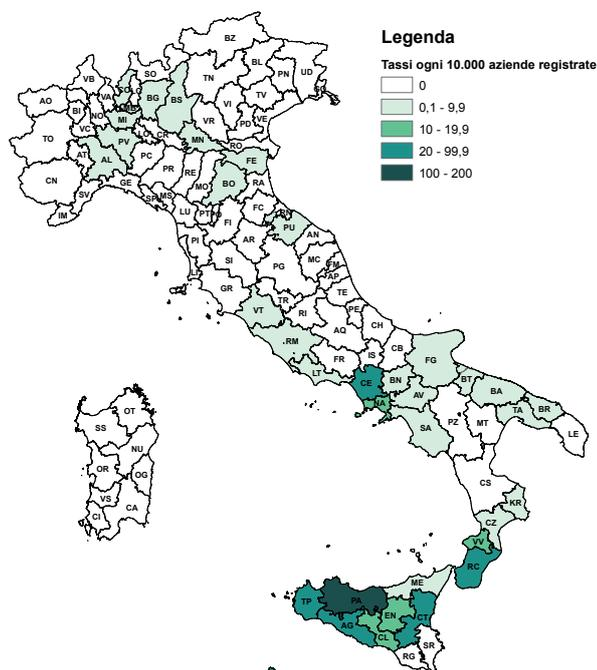 Legenda
Tassi ogni 10.000 aziende registrate
0
0,1 - 9,9
10 - 19,9
20 - 99,9
100 - 200
BZ
VB
SO
TN
BL
PN
UD
AO
VA
BG
BS
VI
TV
BI
NO
MI
VR
PD
VE
TO
VC
PV
LO
CR
MN
RO
AT
AL
PC
PR
RE
MO
FE
BO
RA
CN
SV
GE
SP
MS
IM
LU
PT
FI
FC
RN
PU
PI
AR
AN
LI
SI
PG
MC
FM
AP
GR
TE
VT
TR
RI
PE
AQ
CH
RM
FR
IS
CB
LT
FG
CE
BN
BT
BA
NA
AV
TA
BR
SA
PZ
MT
LE
OT
SS
NU
OR
OG
VS
CI
CA
CS
KR
CZ
VV
RC
ME
TP
PA
EN
CT
AG
CL
SR
RG